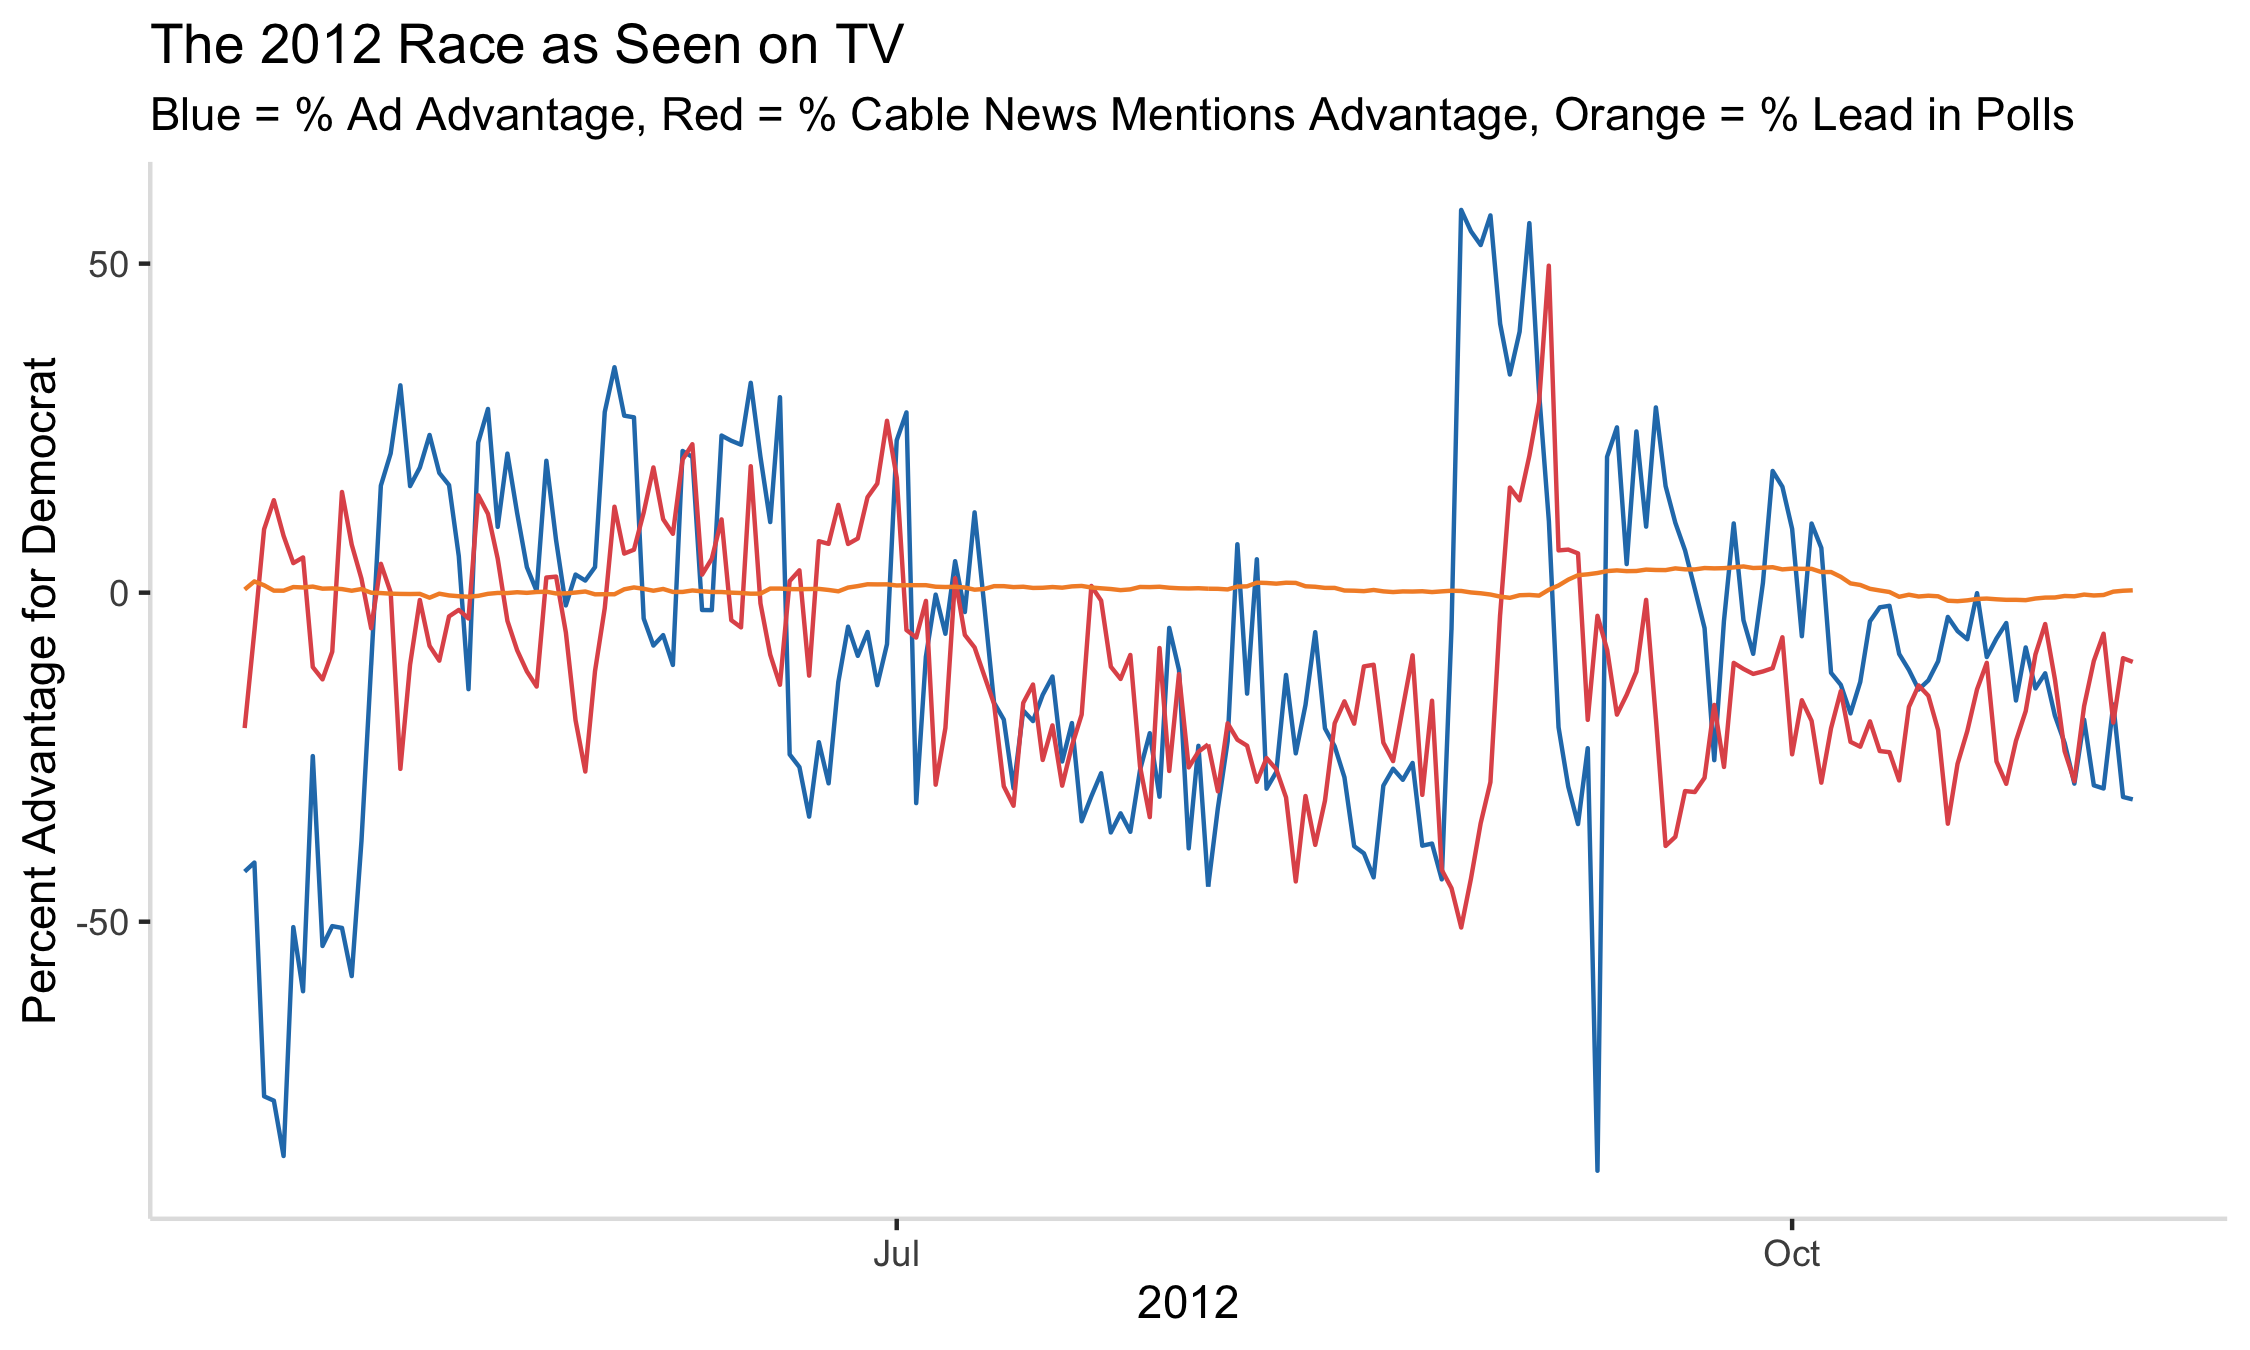 The 2012 Race as Seen on TV
Blue = % Ad Advantage, Red = % Cable News Mentions Advantage, Orange = % Lead in Polls
Percent Advantage for Democrat
50
0
-50
Jul
Oct
2012